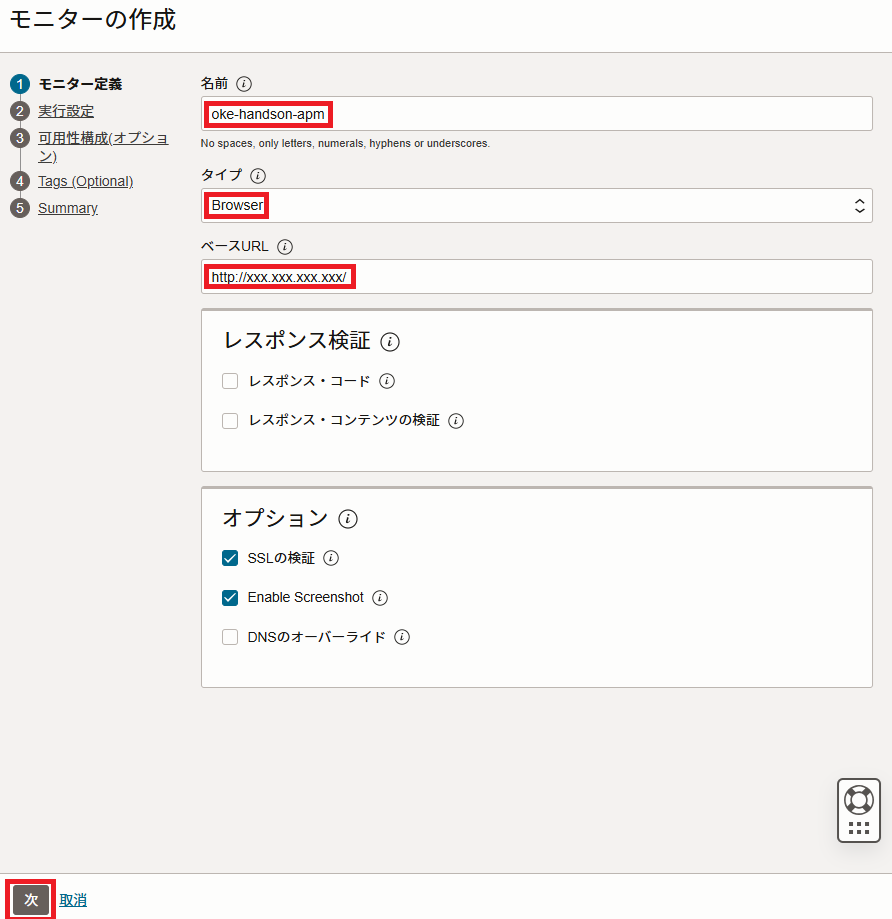 モニターの作成
1 モニター定義
2 実行設定
3 可用性構成(オプショ
ン)
4 Tags (Optional)
5 Summary
名前 i
oke-handson-apm
No spaces, only letters, numerals, hyphens or underscores.
タイプ i
Browser
ベースURL i
http://xxx.xxx.xxx.xxx/
レスポンス検証 i
レスポンス・コード i
レスポンス・コンテンツの検証 i
オプション i
SSLの検証 i
Enable Screenshot i
DNSのオーバーライド i
次 取消